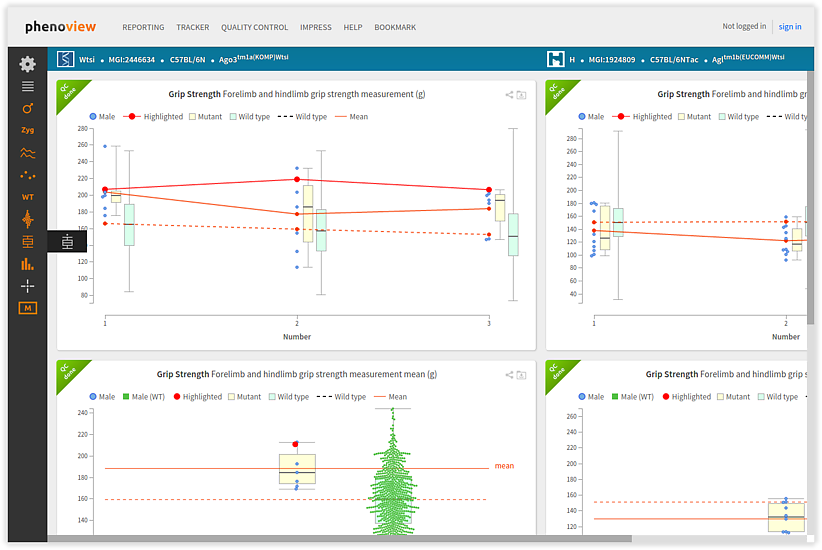 phenoview REPORTING TRACKER QUALITY CONTROL IMPRESS HELP BOOKMARK Not logged in sign in
Wtsi • MGI:2446634 • C57BL/6N • Ago3tm1a(KOMP)Wtsi
H • MGI:1924809 • C57BL/6NTac • Agltm1b(EUCOMM)Wtsi
Zyg
WT
M
QC done
Grip Strength Forelimb and hindlimb grip strength measurement (g)
Male Highlighted Mutant Wild type Wild type Mean
280
260
240
220
200
180
160
140
120
100
80
1 2 3
Number
QC done
Grip Strength Forelimb and hindlimb grip
Male Highlighted Mutant Wild type Wild ty
280
260
240
220
200
180
160
140
120
100
80
60
40
1 2
Number
QC done
Grip Strength Forelimb and hindlimb grip strength measurement mean (g)
Male Male (WT) Highlighted Mutant Wild type Wild type Mean
240
220
200
180
160
140
mean
QC done
Grip Strength Forelimb and hindlimb grip s
Male Male (WT) Highlighted Mutant Wild type
260
240
220
200
180
160
140
120